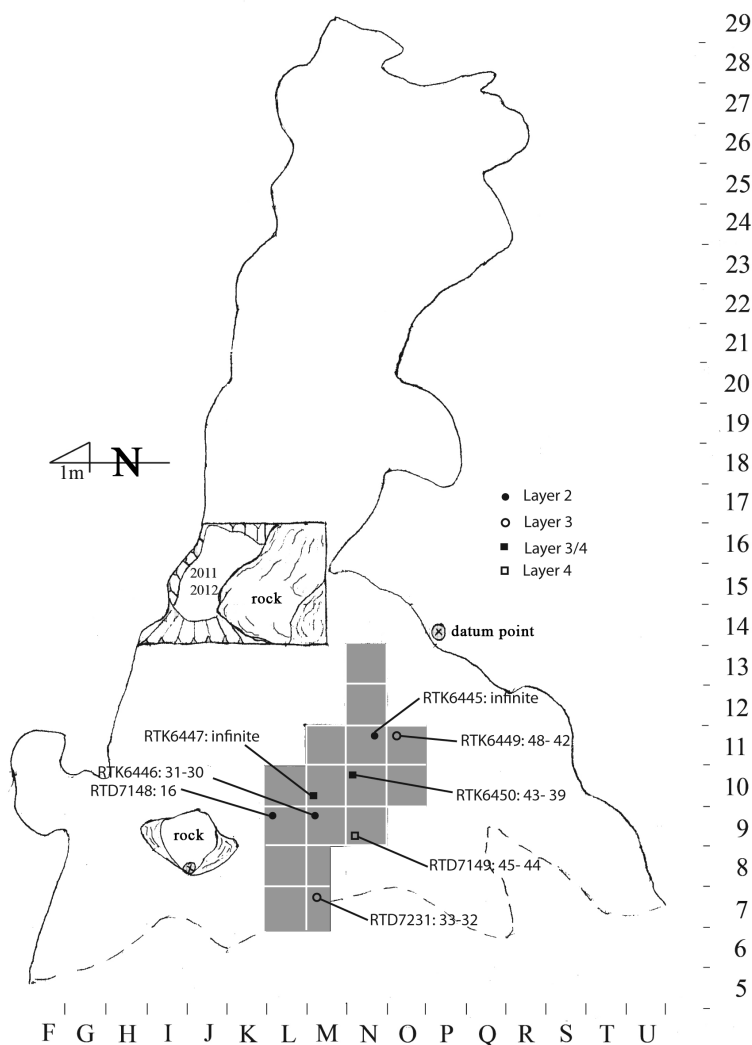 29
28
27
26
25
24
23
22
21
20
19
18
17
16
15
14
13
12
11
10
9
8
7
6
5
1m N
Layer 2
Layer 3
Layer 3/4
Layer 4
2011
2012
rock
datum point
RTK6445: infinite
RTK6447: infinite
RTK6449: 48- 42
RTK6446: 31-30
RTD7148: 16
RTK6450: 43- 39
rock
RTD7149: 45- 44
RTD7231: 33-32
F G H I J K L M N O P Q R S T U